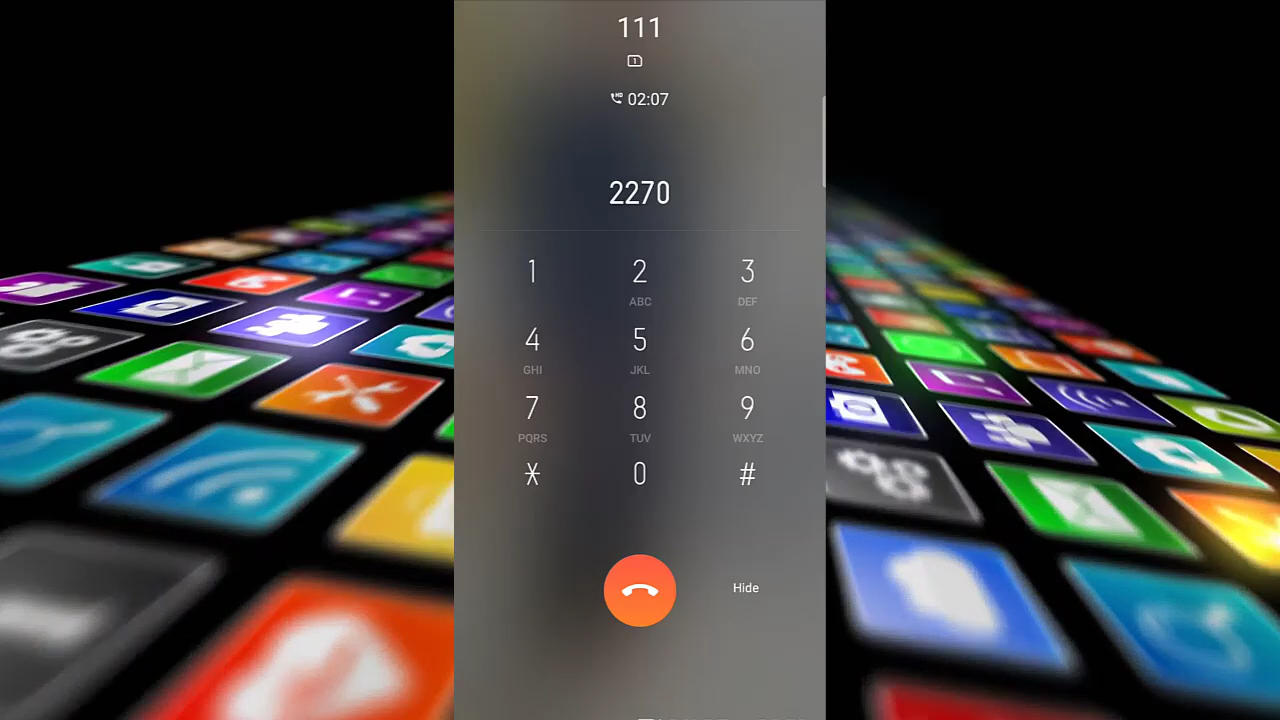 111
1
HD 02:07
2270
1 2 3
ABC DEF
4 5 6
GHI JKL MNO
7 8 9
PQRS TUV WXYZ
* 0 #
Hide